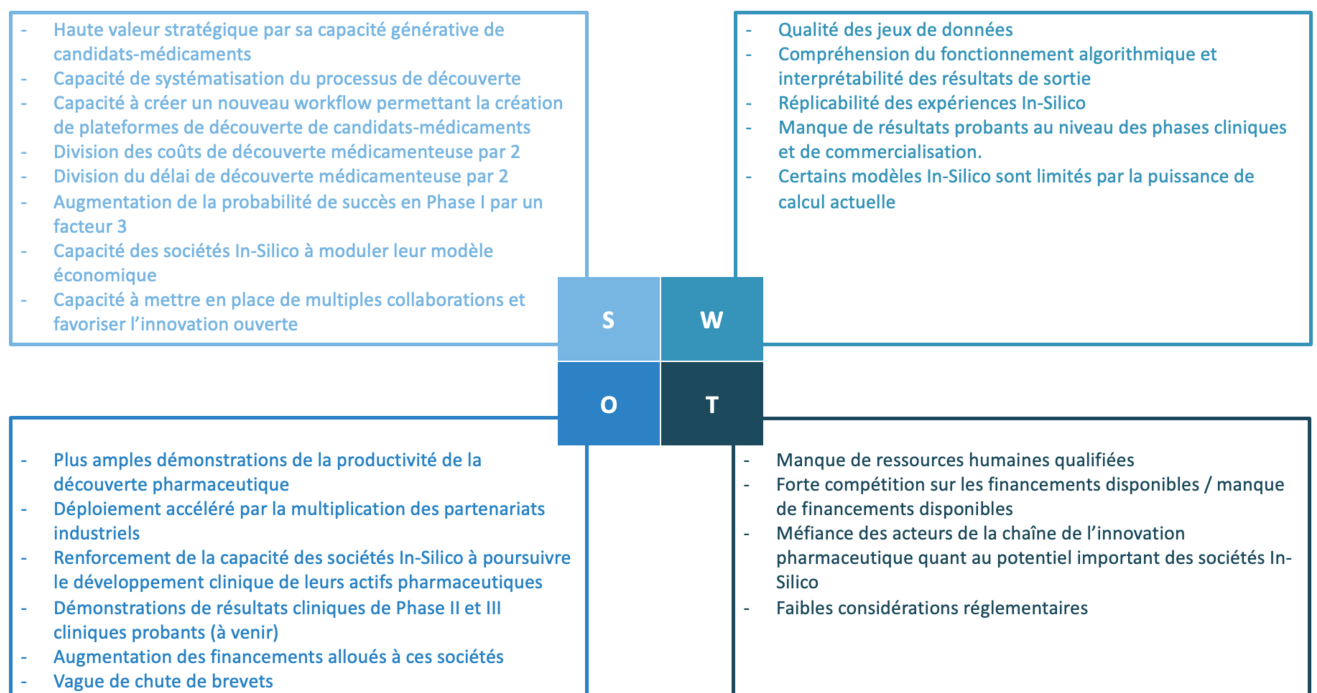 - Haute valeur stratégique par sa capacité générative de
candidats-médicaments
- Capacité de systématisation du processus de découverte
- Capacité à créer un nouveau workflow permettant la création
de plateformes de découverte de candidats-médicaments
- Division des coûts de découverte médicamenteuse par 2
- Division du délai de découverte médicamenteuse par 2
- Augmentation de la probabilité de succès en Phase I par un
facteur 3
- Capacité des sociétés In-Silico à moduler leur modèle
économique
- Capacité à mettre en place de multiples collaborations et
favoriser l’innovation ouverte
- Qualité des jeux de données
- Compréhension du fonctionnement algorithmique et
interprétabilité des résultats de sortie
- Réplicabilité des expériences In-Silico
- Manque de résultats probants au niveau des phases cliniques
et de commercialisation.
- Certains modèles In-Silico sont limités par la puissance de
calcul actuelle
S
W
O
T
- Plus amples démonstrations de la productivité de la
découverte pharmaceutique
- Déploiement accéléré par la multiplication des partenariats
industriels
- Renforcement de la capacité des sociétés In-Silico à poursuivre
le développement clinique de leurs actifs pharmaceutiques
- Démonstrations de résultats cliniques de Phase II et III
cliniques probants (à venir)
- Augmentation des financements alloués à ces sociétés
- Vague de chute de brevets
- Manque de ressources humaines qualifiées
- Forte compétition sur les financements disponibles / manque
de financements disponibles
- Méfiance des acteurs de la chaîne de l’innovation
pharmaceutique quant au potentiel important des sociétés In-
Silico
- Faibles considérations réglementaires